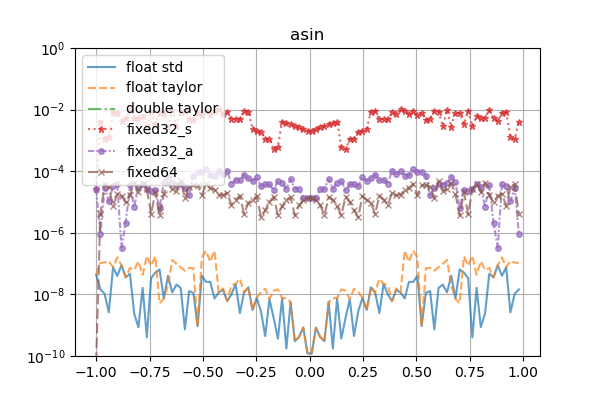 asin
10^0
10^-2
10^-4
10^-6
10^-8
10^-10
float std
float taylor
double taylor
fixed32_s
fixed32_a
fixed64
−1.00 −0.75 −0.50 −0.25 0.00 0.25 0.50 0.75 1.00